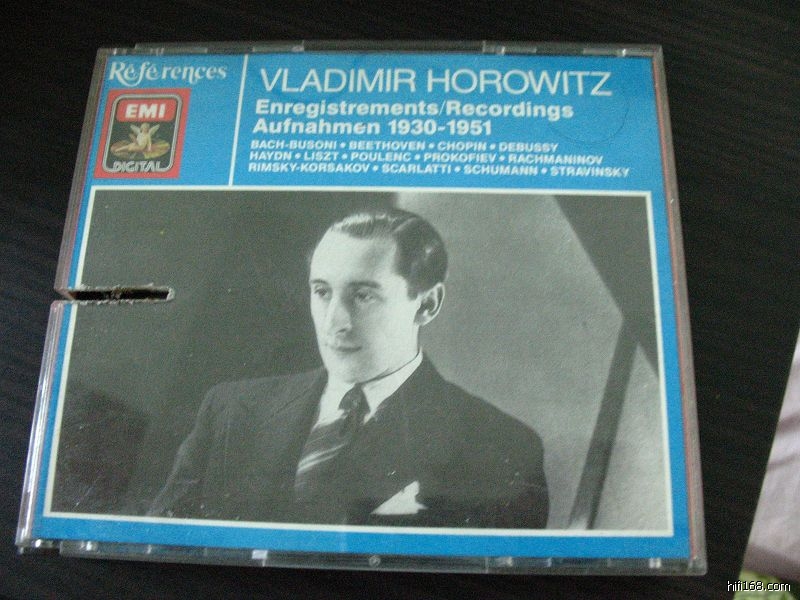 Références
EMI
DIGITAL
VLADIMIR HOROWITZ
Enregistrements/Recordings
Aufnahmen 1930-1951
BACH-BUSONI • BEETHOVEN • CHOPIN • DEBUSSY
HAYDN • LISZT • POULENC • PROKOFIEV • RACHMANINOV
RIMSKY-KORSAKOV • SCARLATTI • SCHUMANN • STRAVINSKY
hifi168.com